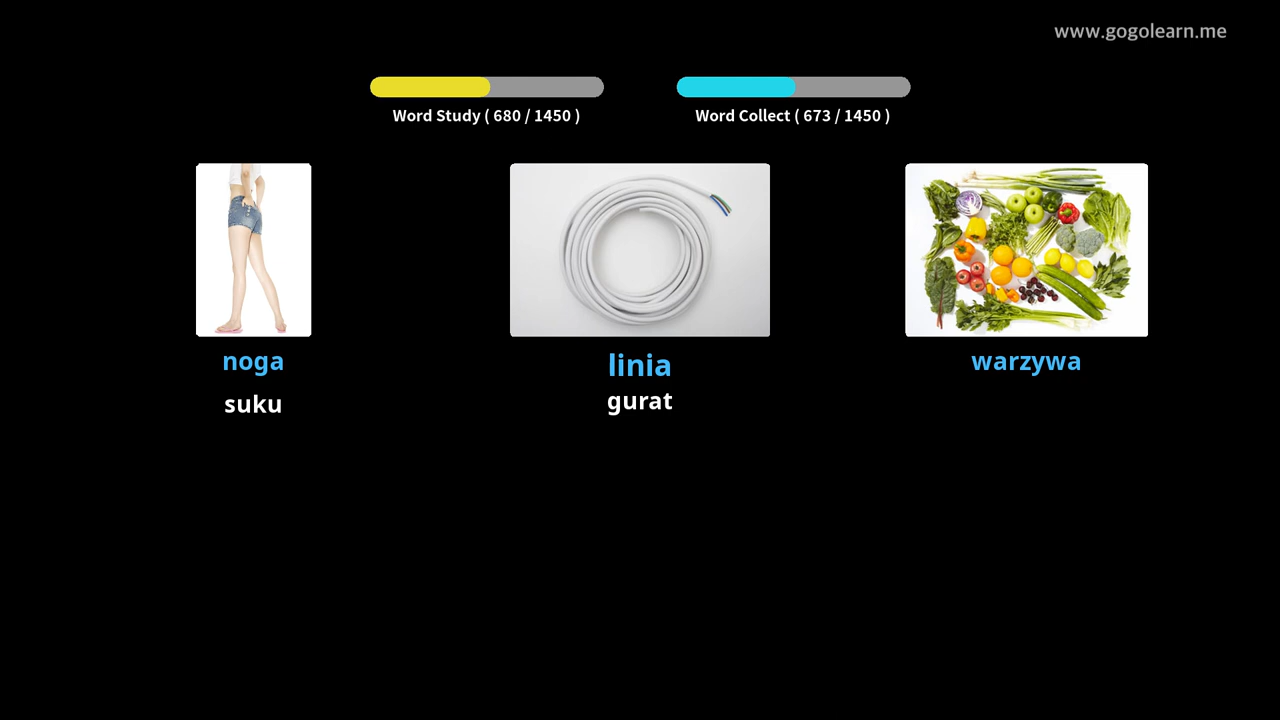 www.gogolearn.me
Word Study ( 680 / 1450 )
Word Collect ( 673 / 1450 )
noga
suku
linia
gurat
warzywa